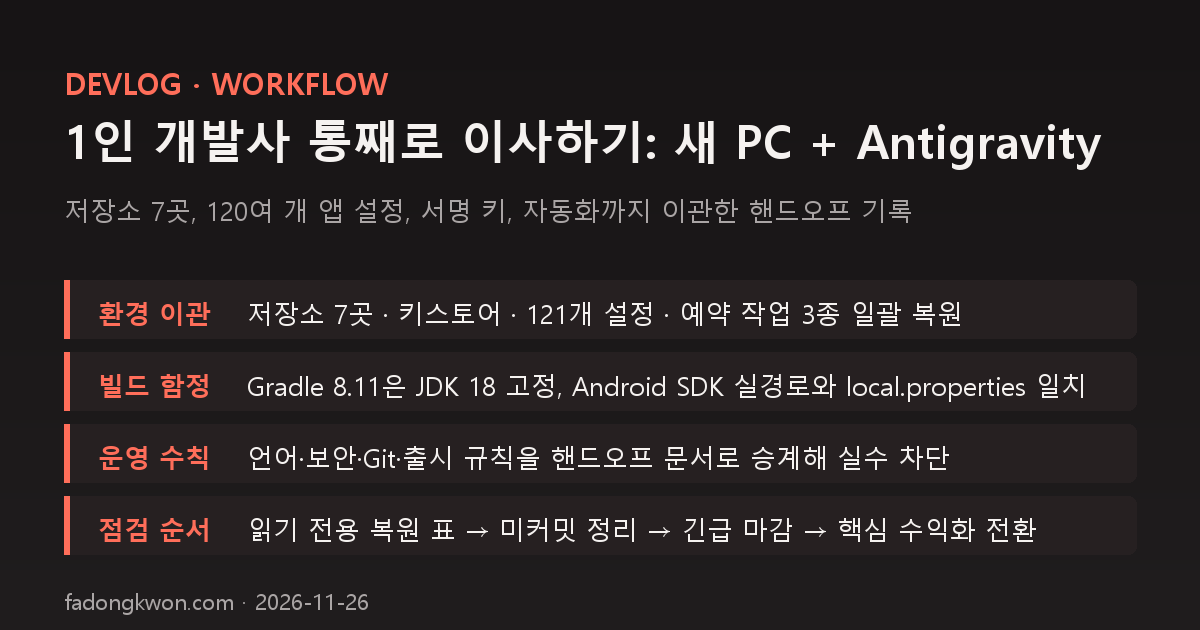 DEVLOG · WORKFLOW
1인 개발사 통째로 이사하기: 새 PC + Antigravity
저장소 7곳, 120여 개 앱 설정, 서명 키, 자동화까지 이관한 핸드오프 기록
환경 이관 저장소 7곳 · 키스토어 · 121개 설정 · 예약 작업 3종 일괄 복원
빌드 함정 Gradle 8.11은 JDK 18 고정, Android SDK 실경로와 local.properties 일치
운영 수칙 언어·보안·Git·출시 규칙을 핸드오프 문서로 승계해 실수 차단
점검 순서 읽기 전용 복원 표 → 미커밋 정리 → 긴급 마감 → 핵심 수익화 전환
fadongkwon.com · 2026-11-26